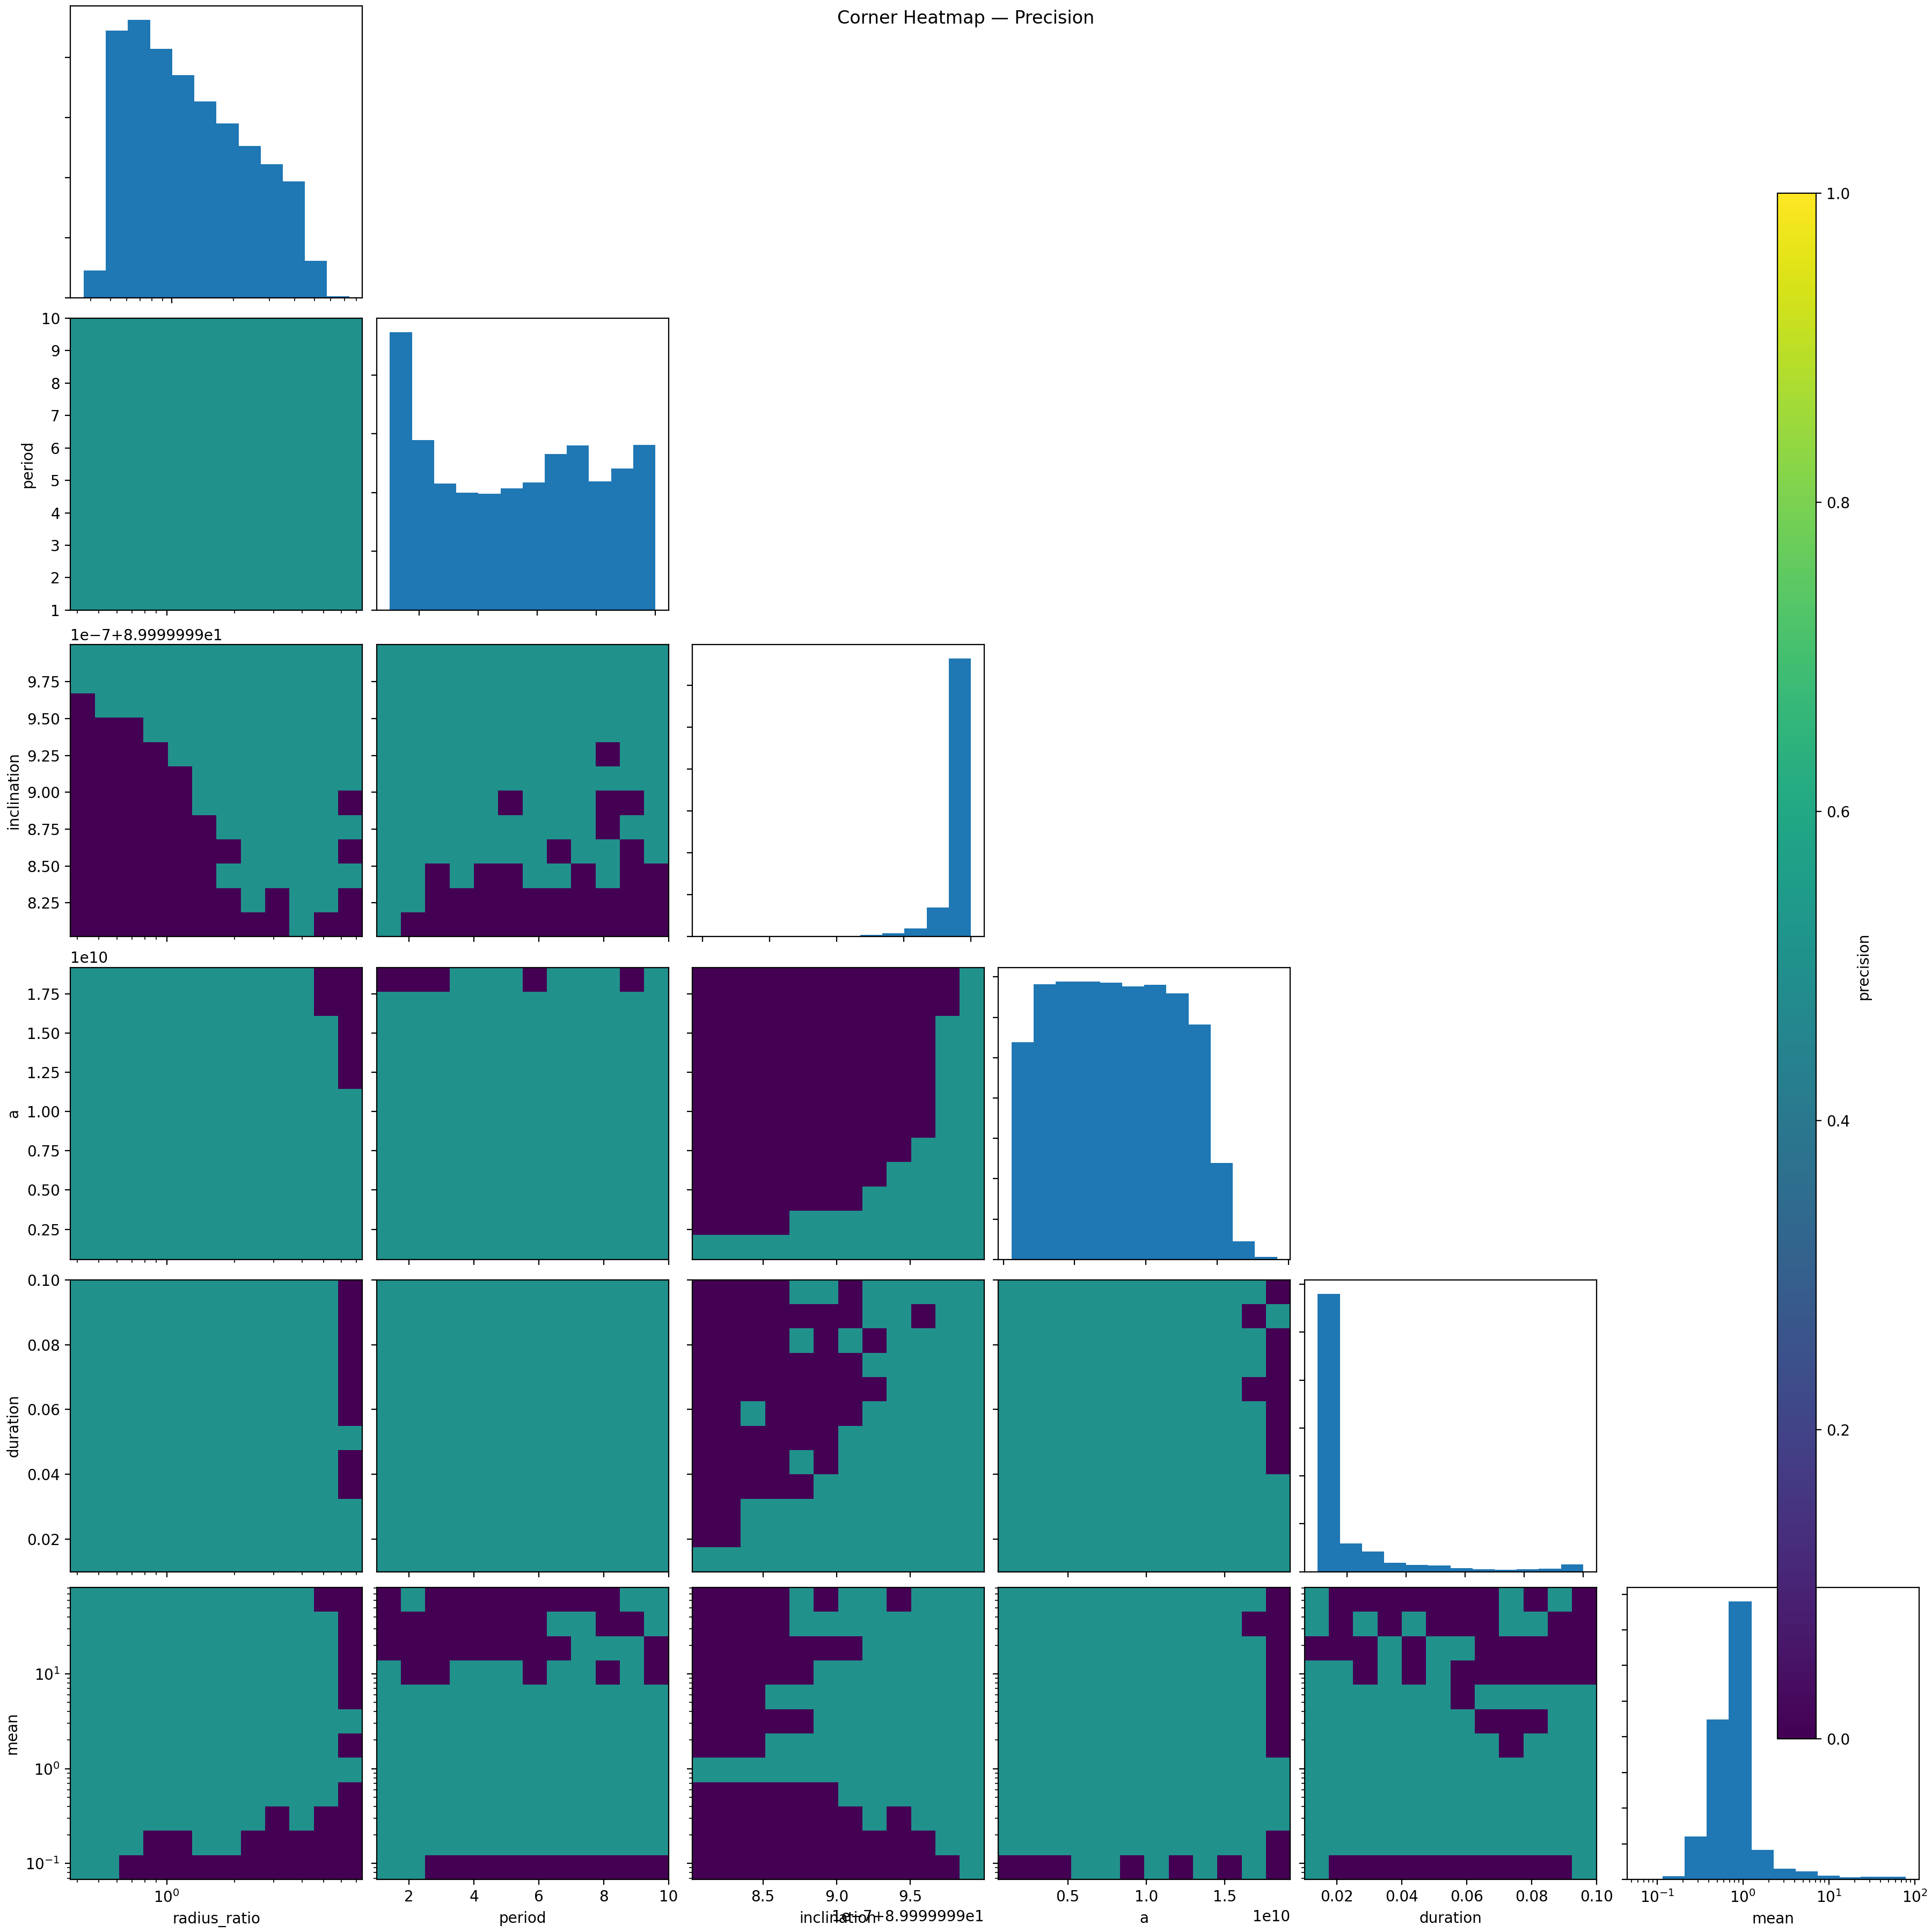 Corner Heatmap — Precision
1.0
0.8
0.6
0.4
0.2
0.0
precision
10
9
8
7
6
5
4
3
2
1
period
1e−7+8.9999999e1
9.75
9.50
9.25
9.00
8.75
8.50
8.25
inclination
1e10
1.75
1.50
1.25
1.00
0.75
0.50
0.25
a
0.10
0.08
0.06
0.04
0.02
duration
10¹
10⁰
10⁻¹
mean
10⁰
radius_ratio
2 4 6 8 10
period
8.5 9.0 9.5
inclination
1e−7+8.9999999e1
0.5 1.0 1.5
a
1e10
0.02 0.04 0.06 0.08 0.10
duration
10⁻¹ 10⁰ 10¹ 10²
mean